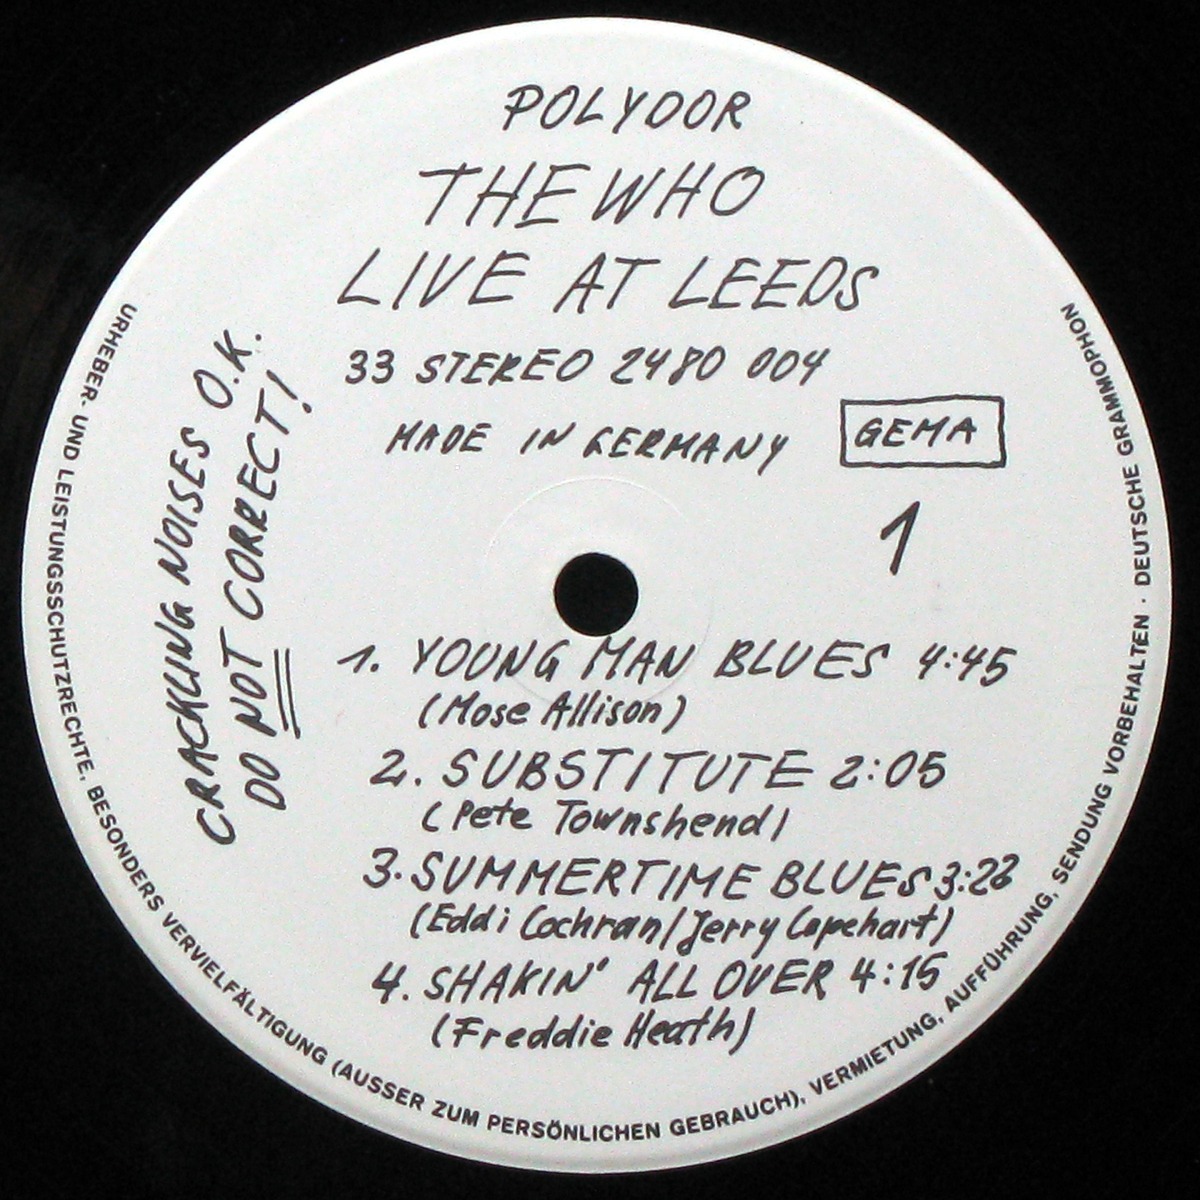 POLYDOR
THE WHO
LIVE AT LEEDS
33 STEREO 2480 004
MADE IN GERMANY
GEMA
1
CRACKLING NOISES O.K.
DO NOT CORRECT!
1. YOUNG MAN BLUES 4:45
(Mose Allison)
2. SUBSTITUTE 2:05
(Pete Townshend)
3. SUMMERTIME BLUES 3:22
(Eddi Cochran/Jerry Capehart)
4. SHAKIN' ALL OVER 4:15
(Freddie Heath)
URHEBER- UND LEISTUNGSSCHUTZRECHTE, BESONDERS VERVIELFÄLTIGUNG (AUSSER ZUM PERSÖNLICHEN GEBRAUCH), VERMIETUNG, AUFFÜHRUNG, SENDUNG VORBEHALTEN · DEUTSCHE GRAMMOPHON